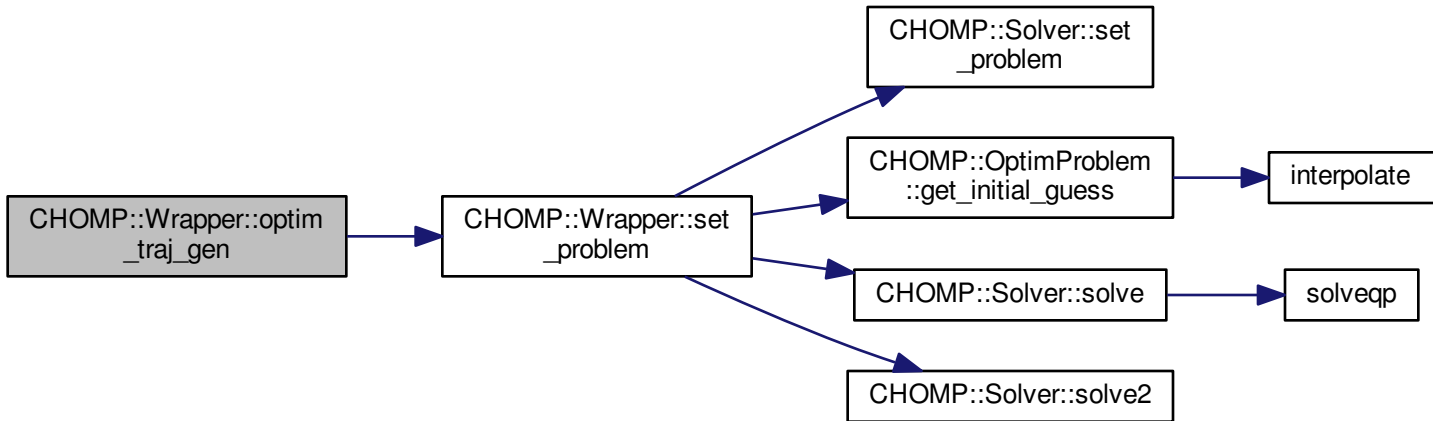 CHOMP::Wrapper::optim
_traj_gen
CHOMP::Wrapper::set
_problem
CHOMP::Solver::set
_problem
CHOMP::OptimProblem
::get_initial_guess
interpolate
CHOMP::Solver::solve
solveqp
CHOMP::Solver::solve2